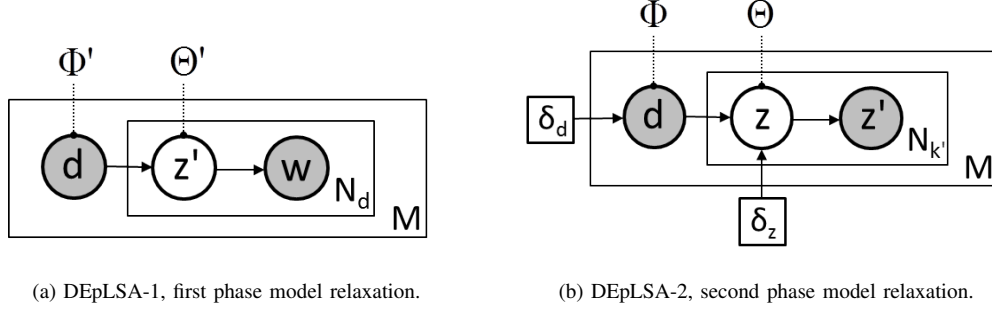 Φ' Θ'
d z' w
N_d
M
(a) DEpLSA-1, first phase model relaxation.
Φ Θ
δ_d d z z'
N_k'
M
δ_z
(b) DEpLSA-2, second phase model relaxation.